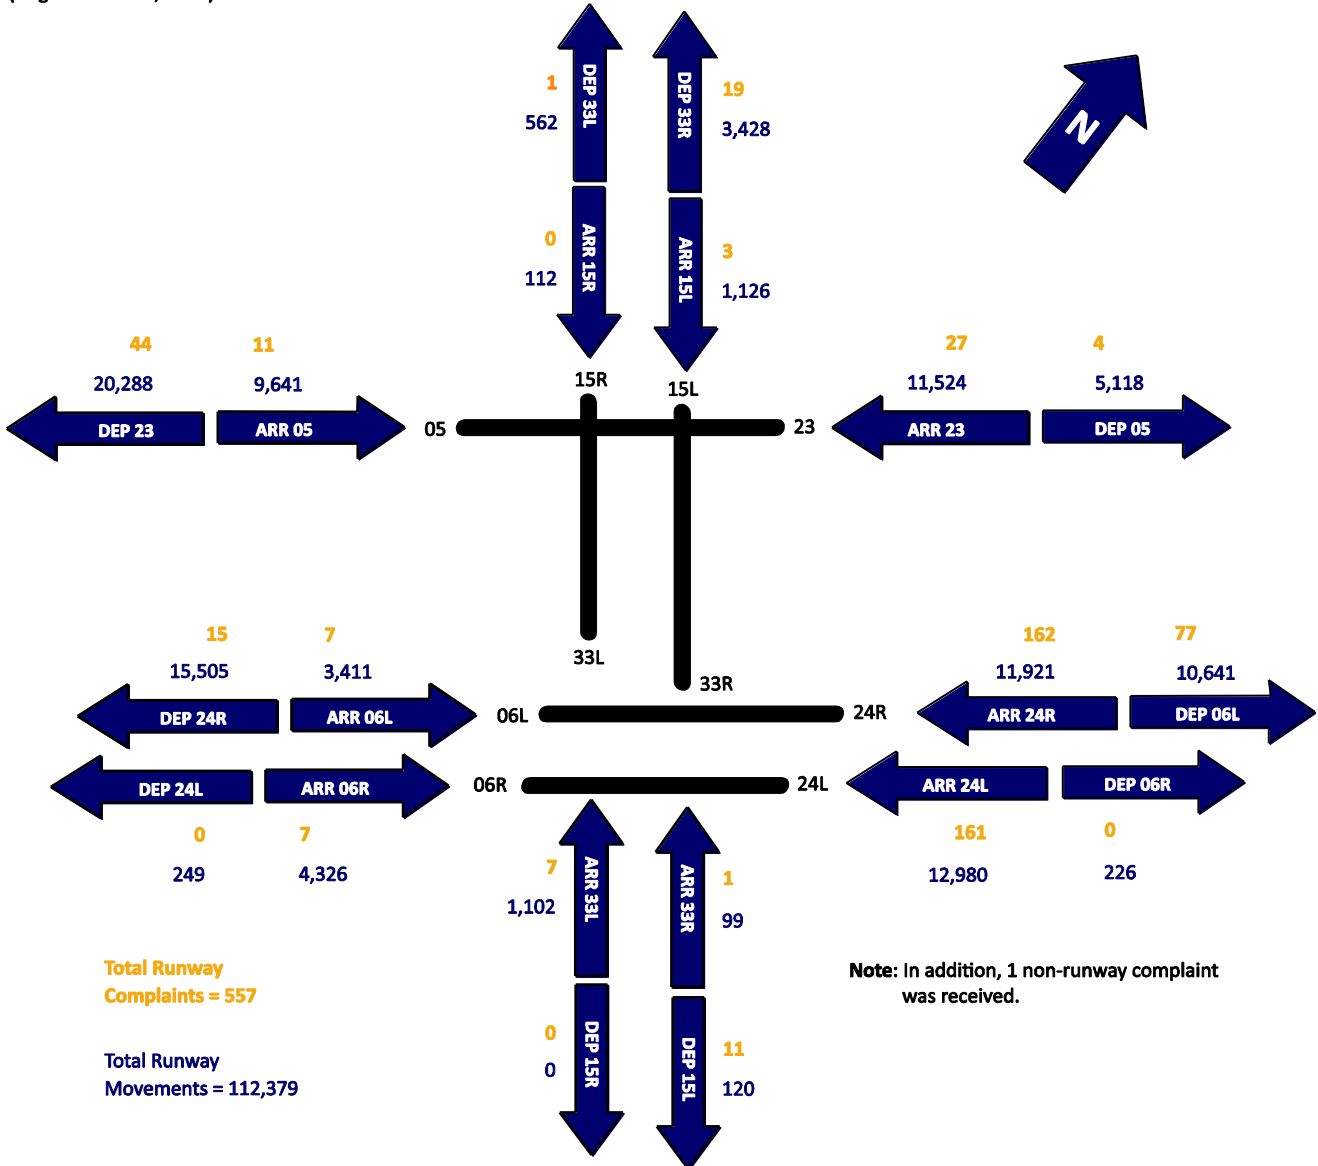 1
562
DEP 33L
DEP 33R
19
3,428
N
0
112
ARR 15R
ARR 15L
3
1,126
44
20,288
DEP 23
11
9,641
ARR 05
15R
15L
05
23
27
11,524
ARR 23
4
5,118
DEP 05
33L
33R
15
15,505
DEP 24R
7
3,411
ARR 06L
06L
24R
162
11,921
ARR 24R
77
10,641
DEP 06L
DEP 24L
0
249
ARR 06R
7
4,326
06R
24L
ARR 24L
161
12,980
DEP 06R
0
226
7
1,102
ARR 33L
ARR 33R
1
99
0
0
DEP 15R
DEP 15L
11
120
Total Runway
Complaints = 557
Total Runway
Movements = 112,379
Note: In addition, 1 non-runway complaint
was received.